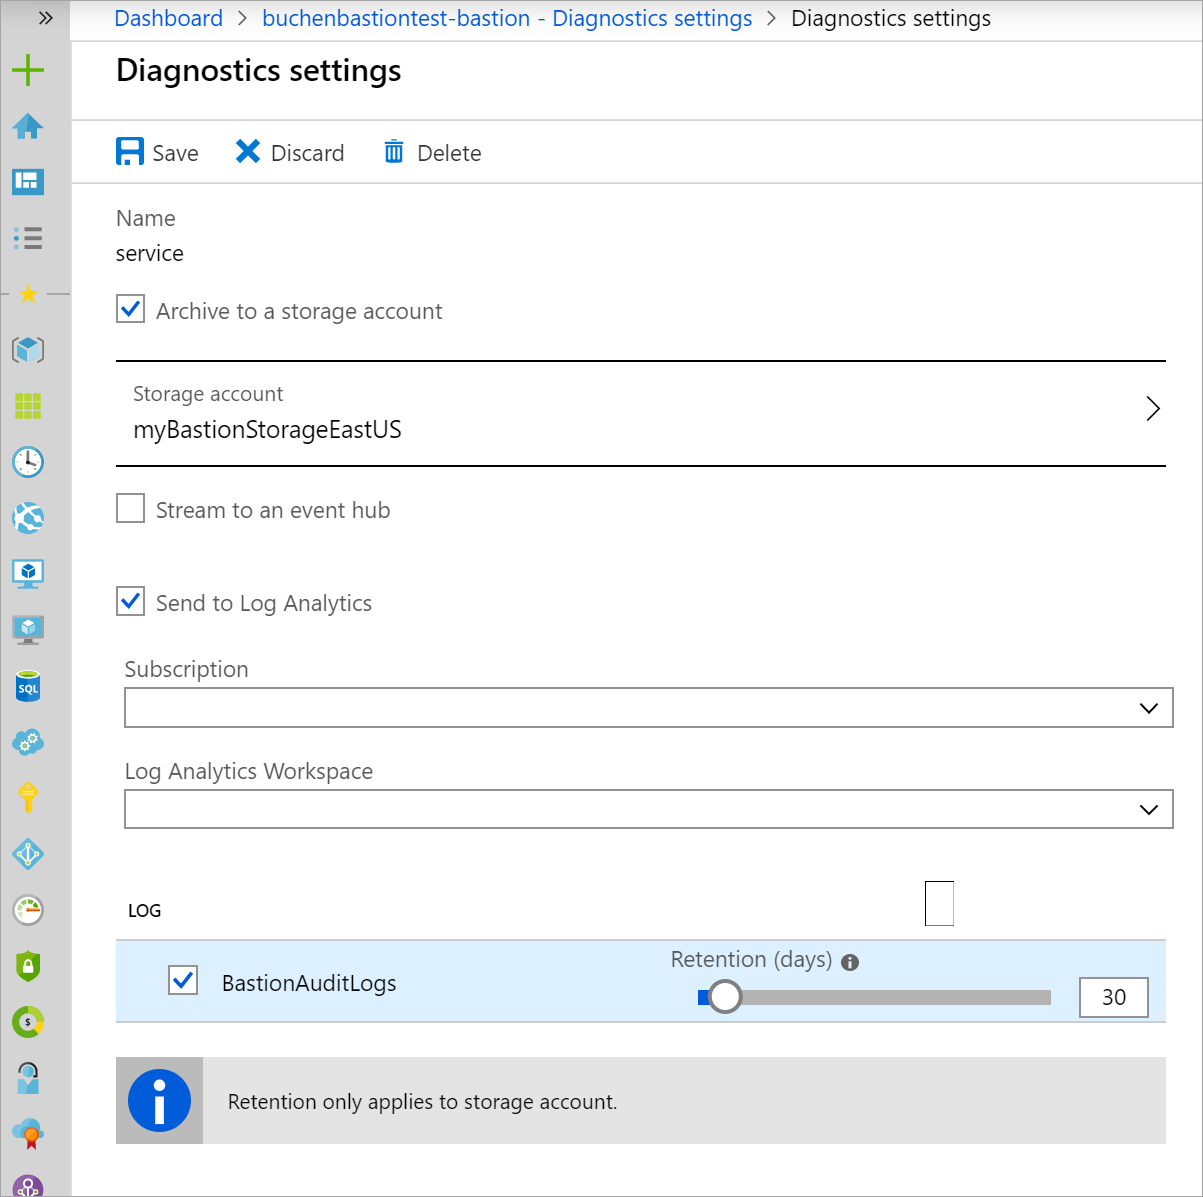 Dashboard > buchenbastiontest-bastion - Diagnostics settings > Diagnostics settings
Diagnostics settings
Save Discard Delete
Name
service
Archive to a storage account
Storage account
myBastionStorageEastUS
Stream to an event hub
Send to Log Analytics
Subscription
SQL
Log Analytics Workspace
LOG
Retention (days)
BastionAuditLogs
30
$
Retention only applies to storage account.